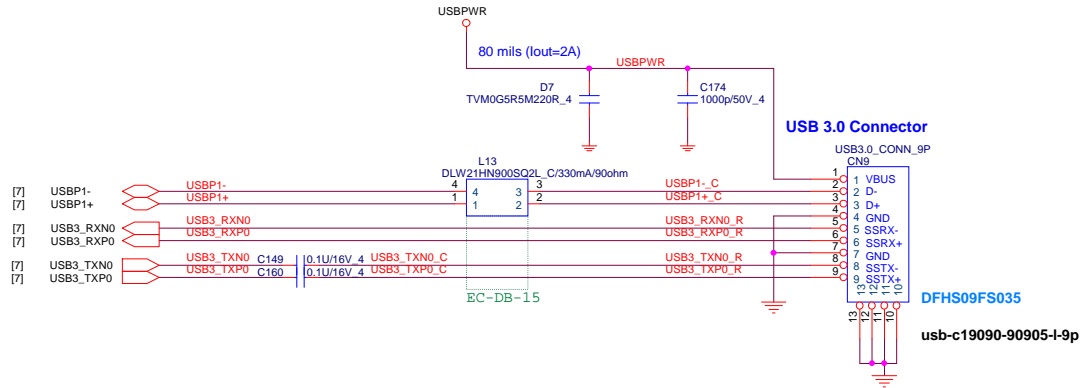 USBPWR
80 mils (Iout=2A)
USBPWR
D7
TVM0G5R5M220R_4
C174
1000p/50V_4
USB 3.0 Connector
USB3.0_CONN_9P
CN9
L13
DLW21HN900SQ2L_C/330mA/90ohm
1 1 VBUS
[7] USBP1- USBP1- 4 4 3 3 USBP1-_C 2 2 D-
[7] USBP1+ USBP1+ 1 1 2 2 USBP1+_C 3 3 D+
4 4 GND
[7] USB3_RXN0 USB3_RXN0 USB3_RXN0_R 5 5 SSRX-
[7] USB3_RXP0 USB3_RXP0 USB3_RXP0_R 6 6 SSRX+
7 7 GND
[7] USB3_TXN0 USB3_TXN0 C149 0.1U/16V_4 USB3_TXN0_C USB3_TXN0_R 8 8 SSTX-
[7] USB3_TXP0 USB3_TXP0 C160 0.1U/16V_4 USB3_TXP0_C USB3_TXP0_R 9 9 SSTX+
13 12 11 10
EC-DB-15
DFHS09FS035
13 12 11 10
usb-c19090-90905-l-9p